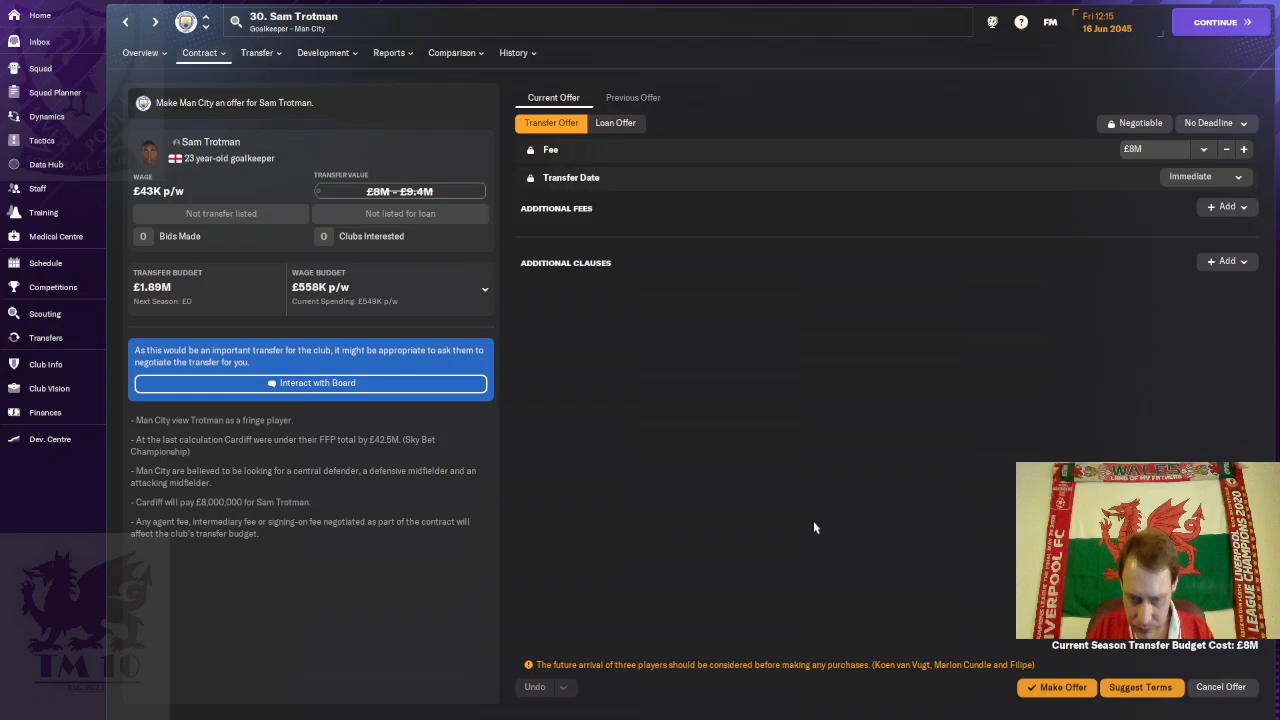 Home
Inbox
Squad
Squad Planner
Dynamics
Tactics
Data Hub
Staff
Training
Medical Centre
Schedule
Competitions
Scouting
Transfers
Club Info
Club Vision
Finances
Dev. Centre
TM 10
30. Sam Trotman
Goalkeeper - Man City
FM
Fri 12:15
16 Jun 2045
CONTINUE
Overview
Contract
Transfer
Development
Reports
Comparison
History
Make Man City an offer for Sam Trotman.
Sam Trotman
23 year-old goalkeeper
WAGE
£43K p/w
TRANSFER VALUE
£8M - £9.4M
Not transfer listed
Not listed for loan
0 Bids Made
0 Clubs Interested
TRANSFER BUDGET
£1.89M
Next Season: £0
WAGE BUDGET
£558K p/w
Current Spending: £549K p/w
As this would be an important transfer for the club, it might be appropriate to ask them to
negotiate the transfer for you.
Interact with Board
- Man City view Trotman as a fringe player.
- At the last calculation Cardiff were under their FFP total by £42.5M. (Sky Bet
Championship)
- Man City are believed to be looking for a central defender, a defensive midfielder and an
attacking midfielder.
- Cardiff will pay £8,000,000 for Sam Trotman.
- Any agent fee, intermediary fee or signing-on fee negotiated as part of the contract will
affect the club's transfer budget.
Current Offer
Previous Offer
Transfer Offer
Loan Offer
Negotiable
No Deadline
Fee
£8M
Transfer Date
Immediate
ADDITIONAL FEES
Add
ADDITIONAL CLAUSES
Add
WALES
LAND OF MY FATHERS
LIVERPOOL FC
LIVERPOOL
LEAGUE CHAMPIONS 2020
Current Season Transfer Budget Cost: £8M
The future arrival of three players should be considered before making any purchases. (Koen van Vugt, Marlon Cundle and Filipe)
Undo
Make Offer
Suggest Terms
Cancel Offer